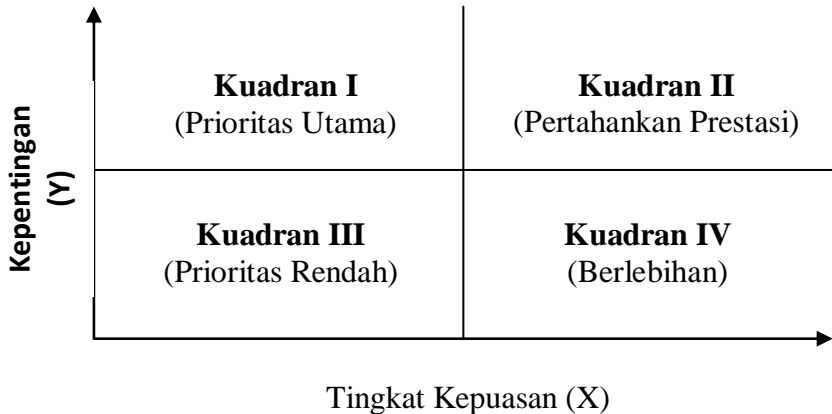 Kuadran I
(Prioritas Utama)
Kuadran II
(Pertahankan Prestasi)
Kepentingan
(Y)
Kuadran III
(Prioritas Rendah)
Kuadran IV
(Berlebihan)
Tingkat Kepuasan (X)